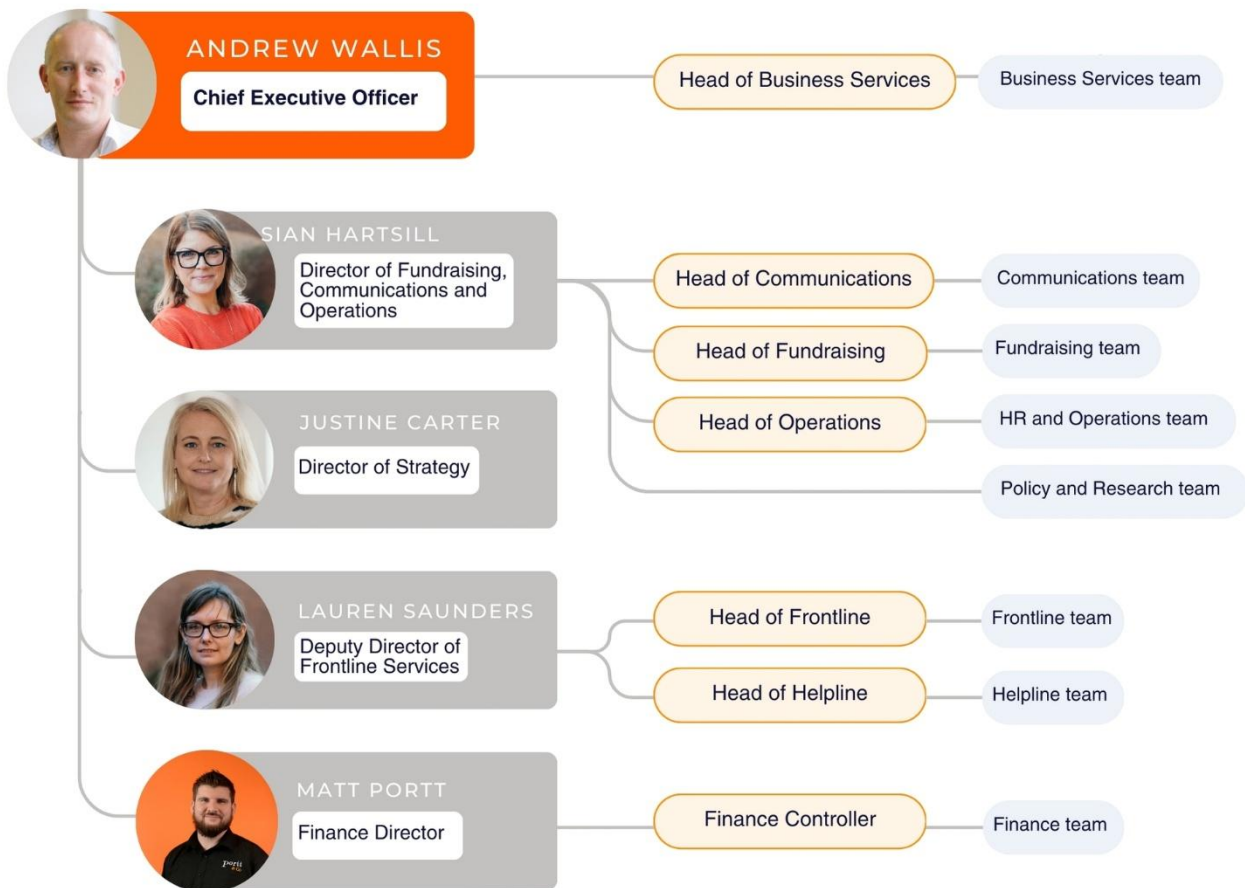 ANDREW WALLIS
Chief Executive Officer
Head of Business Services
Business Services team
SIAN HARTSILL
Director of Fundraising,
Communications and
Operations
Head of Communications
Communications team
Head of Fundraising
Fundraising team
Head of Operations
HR and Operations team
Policy and Research team
JUSTINE CARTER
Director of Strategy
LAUREN SAUNDERS
Deputy Director of
Frontline Services
Head of Frontline
Frontline team
Head of Helpline
Helpline team
MATT PORTT
Finance Director
Finance Controller
Finance team
portt